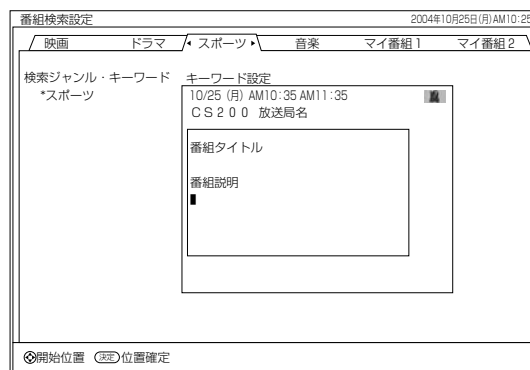 番組検索設定 2004年10月25日(月)AM10:25
映画 ドラマ スポーツ 音楽 マイ番組1 マイ番組2
検索ジャンル・キーワード キーワード設定
*スポーツ
10/25 (月) AM10:35 AM11:35
CS200 放送局名
番組タイトル
番組説明
開始位置 決定 位置確定